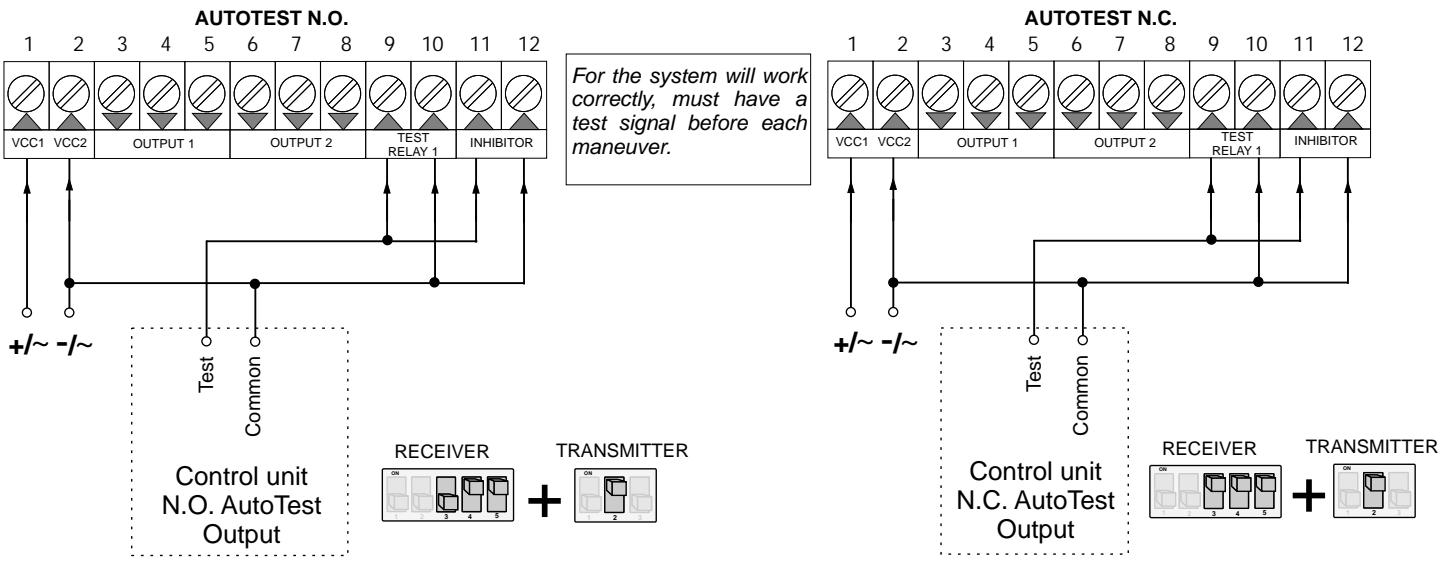 AUTOTEST N.O.
1 2 3 4 5 6 7 8 9 10 11 12
VCC1 VCC2 OUTPUT 1 OUTPUT 2 TEST RELAY 1 INHIBITOR
+/~ -/~
Test
Common
Control unit
N.O. AutoTest
Output
RECEIVER
ON
1 2 3 4 5
+
TRANSMITTER
ON
1 2 3
For the system will work
correctly, must have a
test signal before each
maneuver.
AUTOTEST N.C.
1 2 3 4 5 6 7 8 9 10 11 12
VCC1 VCC2 OUTPUT 1 OUTPUT 2 TEST RELAY 1 INHIBITOR
+/~ -/~
Test
Common
Control unit
N.C. AutoTest
Output
RECEIVER
ON
1 2 3 4 5
+
TRANSMITTER
ON
1 2 3